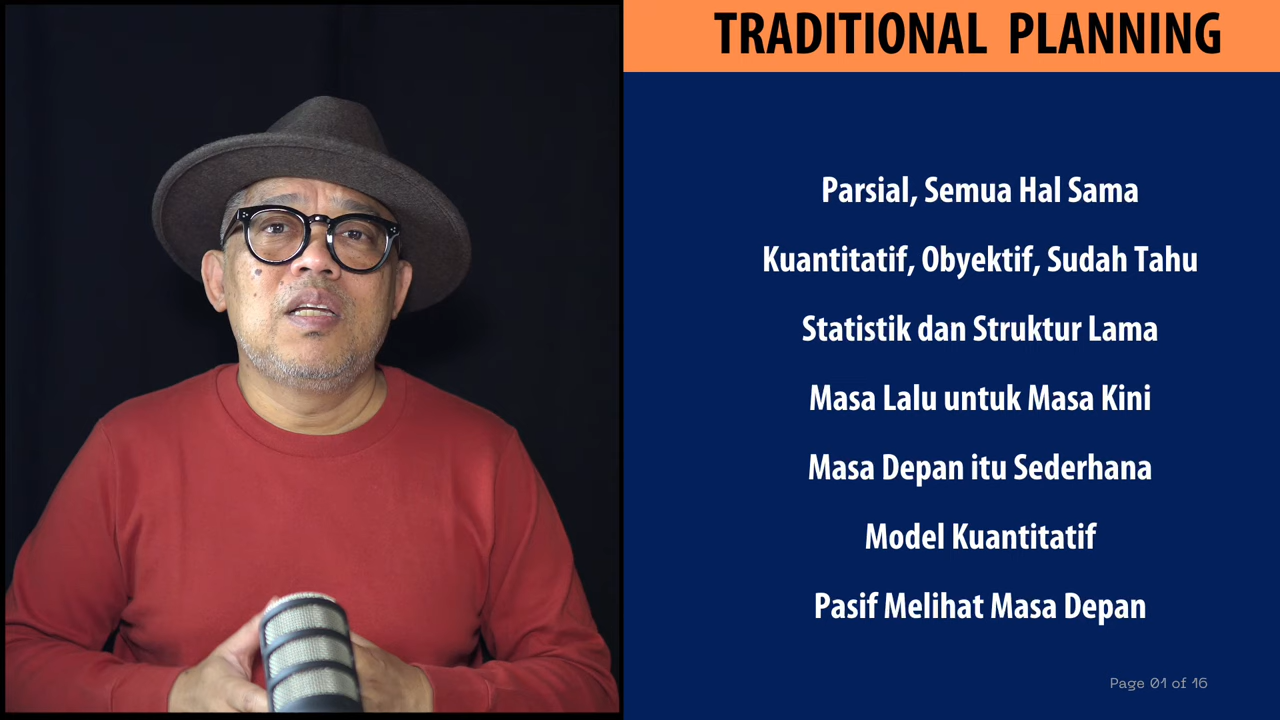 TRADITIONAL PLANNING
Parsial, Semua Hal Sama
Kuantitatif, Obyektif, Sudah Tahu
Statistik dan Struktur Lama
Masa Lalu untuk Masa Kini
Masa Depan itu Sederhana
Model Kuantitatif
Pasif Melihat Masa Depan
Page 01 of 16